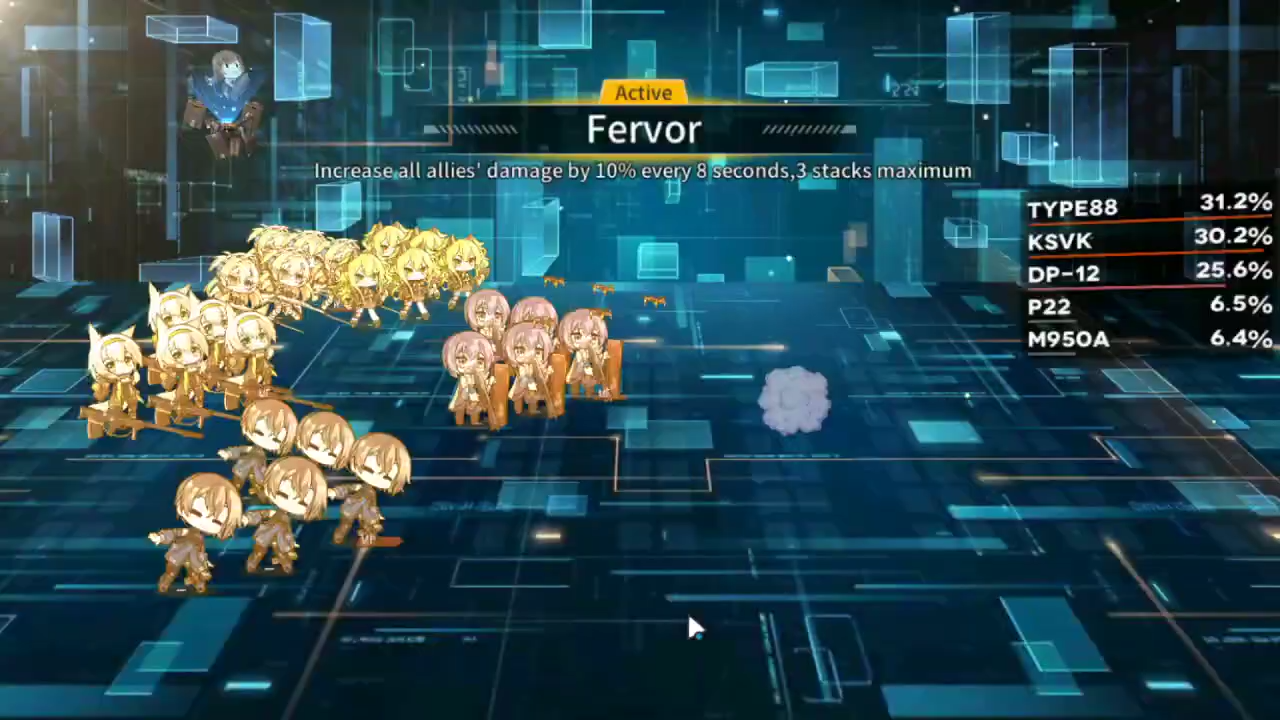 Active
Fervor
Increase all allies' damage by 10% every 8 seconds,3 stacks maximum
TYPE88 31.2%
KSVK 30.2%
DP-12 25.6%
P22 6.5%
M950A 6.4%